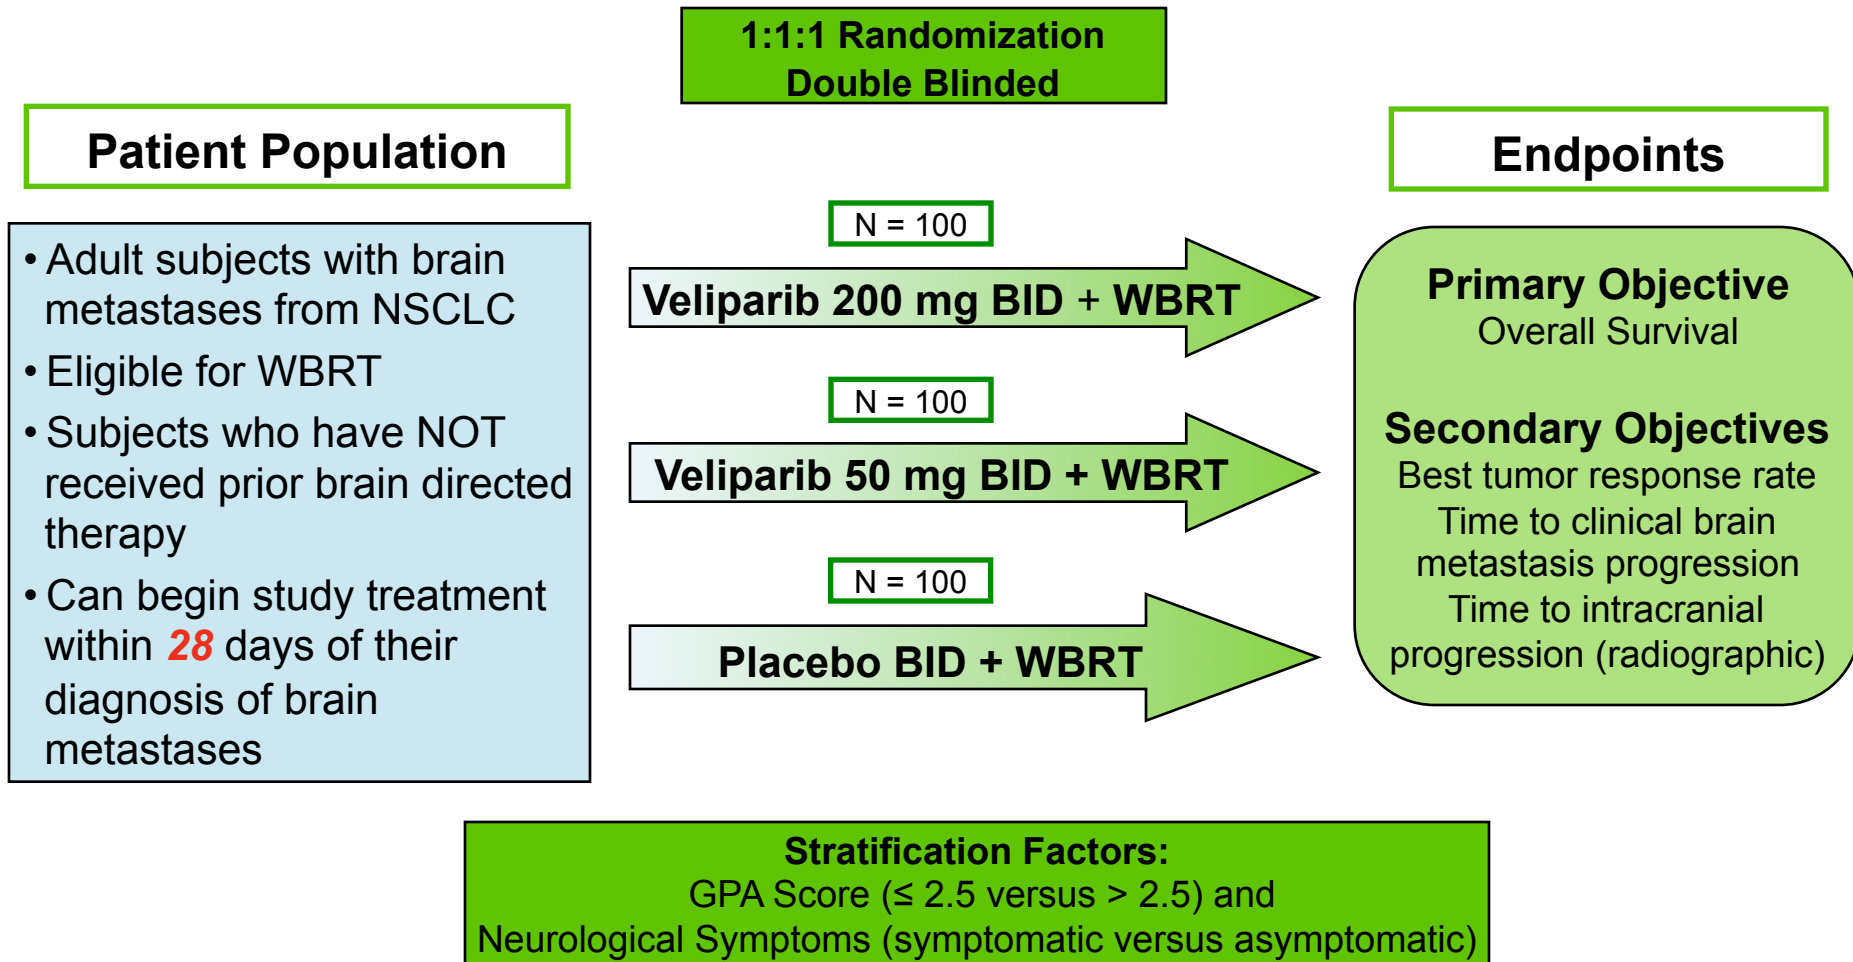 1:1:1 Randomization
Double Blinded
Patient Population
• Adult subjects with brain
metastases from NSCLC
• Eligible for WBRT
• Subjects who have NOT
received prior brain directed
therapy
• Can begin study treatment
within 28 days of their
diagnosis of brain
metastases
N = 100
Veliparib 200 mg BID + WBRT
N = 100
Veliparib 50 mg BID + WBRT
N = 100
Placebo BID + WBRT
Endpoints
Primary Objective
Overall Survival
Secondary Objectives
Best tumor response rate
Time to clinical brain
metastasis progression
Time to intracranial
progression (radiographic)
Stratification Factors:
GPA Score (≤ 2.5 versus > 2.5) and
Neurological Symptoms (symptomatic versus asymptomatic)